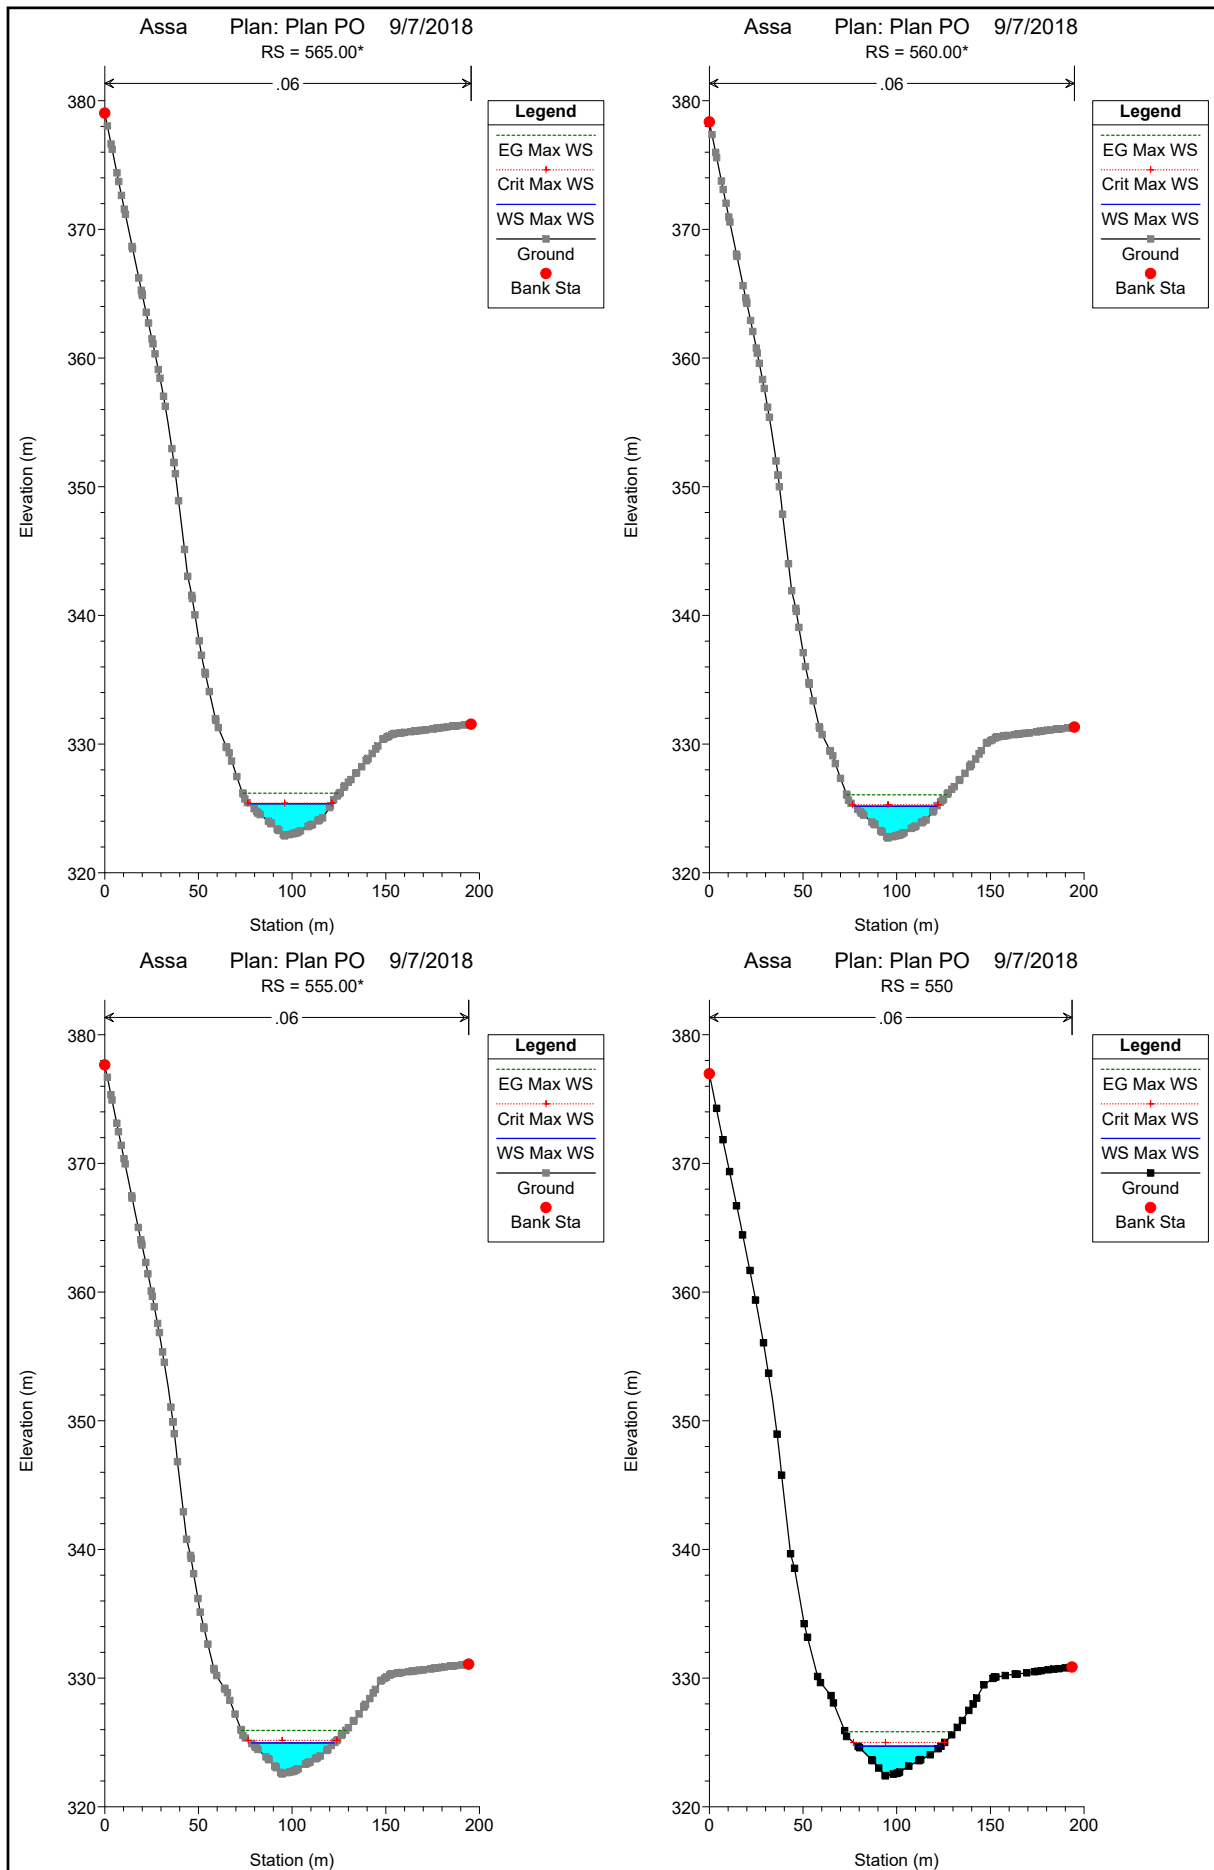 Assa Plan: Plan PO 9/7/2018
RS = 565.00*
.06
380
370
360
350
340
330
320
Elevation (m)
0 50 100 150 200
Station (m)
Legend
EG Max WS
Crit Max WS
WS Max WS
Ground
Bank Sta
Assa Plan: Plan PO 9/7/2018
RS = 560.00*
.06
380
370
360
350
340
330
320
Elevation (m)
0 50 100 150 200
Station (m)
Legend
EG Max WS
Crit Max WS
WS Max WS
Ground
Bank Sta
Assa Plan: Plan PO 9/7/2018
RS = 555.00*
.06
380
370
360
350
340
330
320
Elevation (m)
0 50 100 150 200
Station (m)
Legend
EG Max WS
Crit Max WS
WS Max WS
Ground
Bank Sta
Assa Plan: Plan PO 9/7/2018
RS = 550
.06
380
370
360
350
340
330
320
Elevation (m)
0 50 100 150 200
Station (m)
Legend
EG Max WS
Crit Max WS
WS Max WS
Ground
Bank Sta